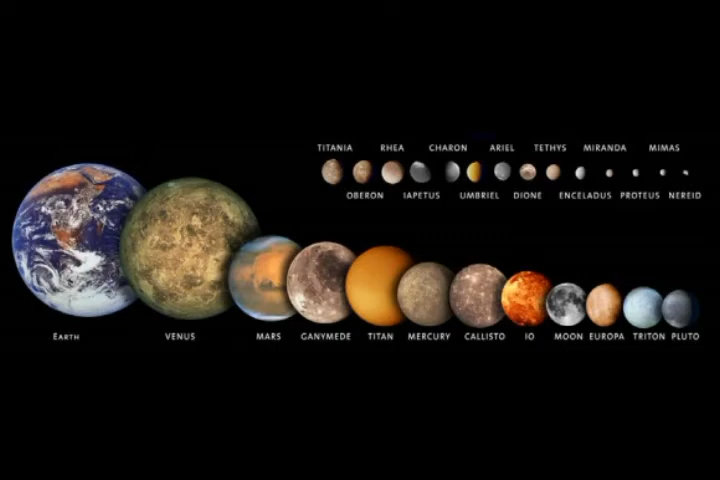 TITANIA RHEA CHARON ARIEL TETHYS MIRANDA MIMAS
OBERON IAPETUS UMBRIEL DIONE ENCELADUS PROTEUS NEREID
EARTH VENUS MARS GANYMEDE TITAN MERCURY CALLISTO IO MOON EUROPA TRITON PLUTO